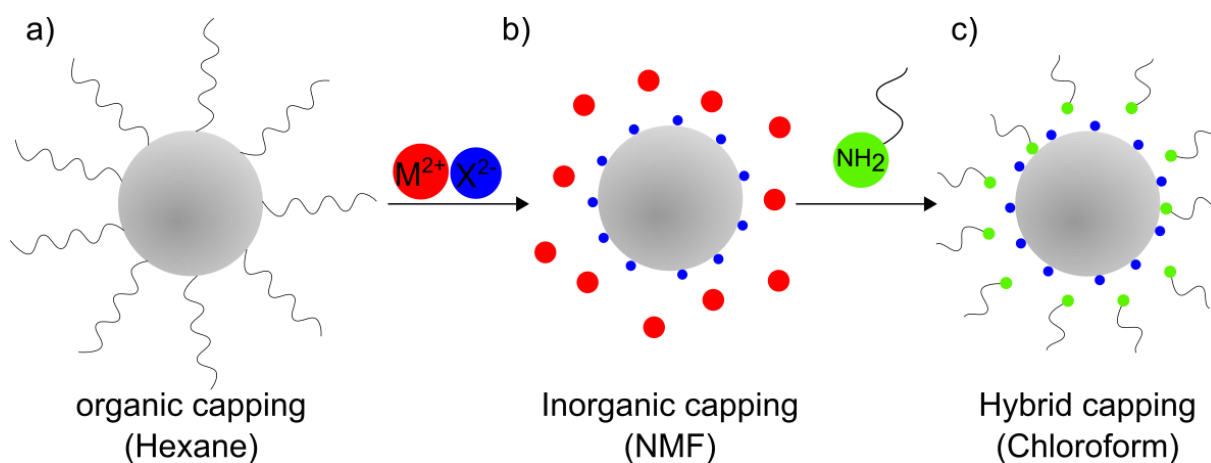 a)
b)
c)
M²⁺ X²⁻
NH2
organic capping
(Hexane)
Inorganic capping
(NMF)
Hybrid capping
(Chloroform)